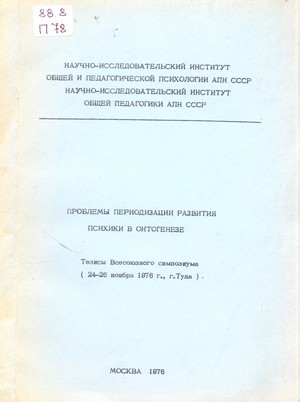 88.8
П78
НАУЧНО-ИССЛЕДОВАТЕЛЬСКИЙ ИНСТИТУТ
ОБЩЕЙ И ПЕДАГОГИЧЕСКОЙ ПСИХОЛОГИИ АПН СССР
НАУЧНО-ИССЛЕДОВАТЕЛЬСКИЙ ИНСТИТУТ
ОБЩЕЙ ПЕДАГОГИКИ АПН СССР
ПРОБЛЕМЫ ПЕРИОДИЗАЦИИ РАЗВИТИЯ
ПСИХИКИ В ОНТОГЕНЕЗЕ
Тезисы Всесоюзного симпозиума
( 24-26 ноября 1976 г., г.Тула ).
МОСКВА 1976